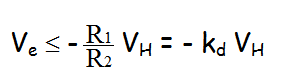 Ve ≤ - R1/R2 VH = - kd VH